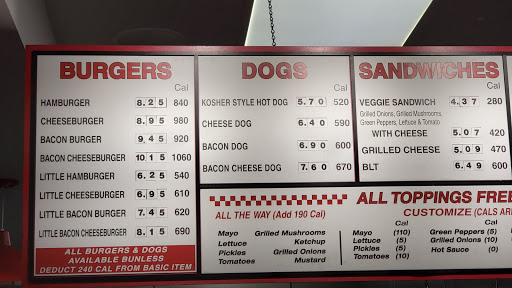 BURGERS
Cal
HAMBURGER 8.25 840
CHEESEBURGER 8.95 980
BACON BURGER 9.45 920
BACON CHEESEBURGER 10.15 1060
LITTLE HAMBURGER 6.25 540
LITTLE CHEESEBURGER 6.95 610
LITTLE BACON BURGER 7.45 620
LITTLE BACON CHEESEBURGER 8.15 690
ALL BURGERS & DOGS
AVAILABLE BUNLESS
DEDUCT 240 CAL FROM BASIC ITEM
DOGS
Cal
KOSHER STYLE HOT DOG 5.70 520
CHEESE DOG 6.40 590
BACON DOG 6.90 600
BACON CHEESE DOG 7.60 670
SANDWICHES
Cal
VEGGIE SANDWICH 4.37 280
Grilled Onions, Grilled Mushrooms,
Green Peppers, Lettuce & Tomato
WITH CHEESE 5.07 420
GRILLED CHEESE 5.09 470
BLT 6.49 600
ALL TOPPINGS FREE
ALL THE WAY (Add 190 Cal)
Mayo Grilled Mushrooms
Lettuce Ketchup
Pickles Grilled Onions
Tomatoes Mustard
CUSTOMIZE (CALS
Cal Cal
Mayo (110) Green Peppers (5)
Lettuce (5) Grilled Onions (10)
Pickles (5) Hot Sauce (0)
Tomatoes (10)